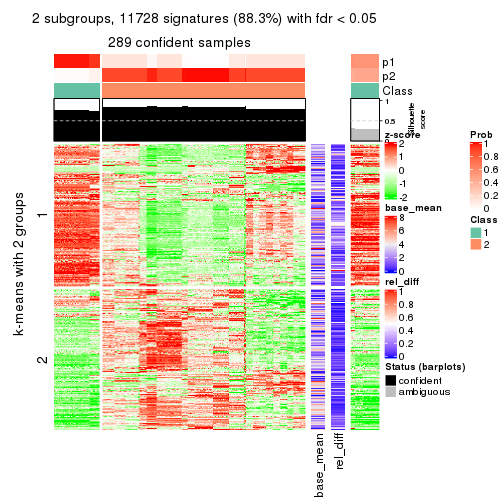 2 subgroups, 11728 signatures (88.3%) with fdr < 0.05
289 confident samples
p1
p2
Class
1
0.5
0
Silhouette
score
k-means with 2 groups
1
2
base_mean
rel_diff
z-score
2
1
0
-1
-2
base_mean
8
6
4
2
0
rel_diff
1
0.8
0.6
0.4
0.2
0
Status (barplots)
confident
ambiguous
Prob
1
0.8
0.6
0.4
0.2
0
Class
1
2